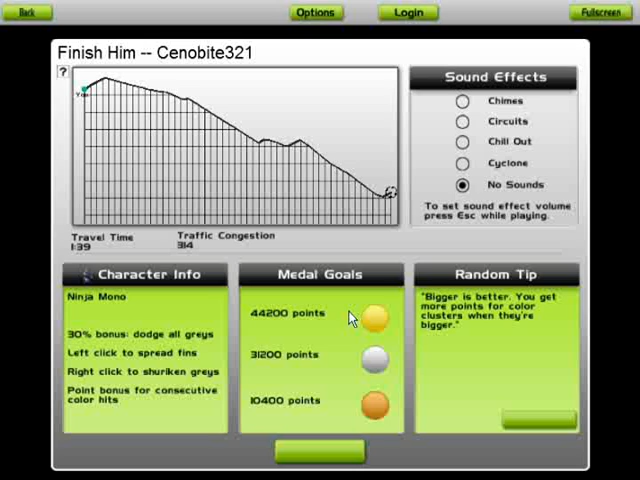 Back
Options
Login
Fullscreen
Finish Him -- Cenobite321
?
You
Travel Time
1:39
Traffic Congestion
314
Sound Effects
Chimes
Circuits
Chill Out
Cyclone
No Sounds
To set sound effect volume
press Esc while playing.
Character Info
Ninja Mono
30% bonus: dodge all greys
Left click to spread fins
Right click to shuriken greys
Point bonus for consecutive
color hits
Medal Goals
44200 points
31200 points
10400 points
Random Tip
"Bigger is better. You get
more points for color
clusters when they're
bigger."